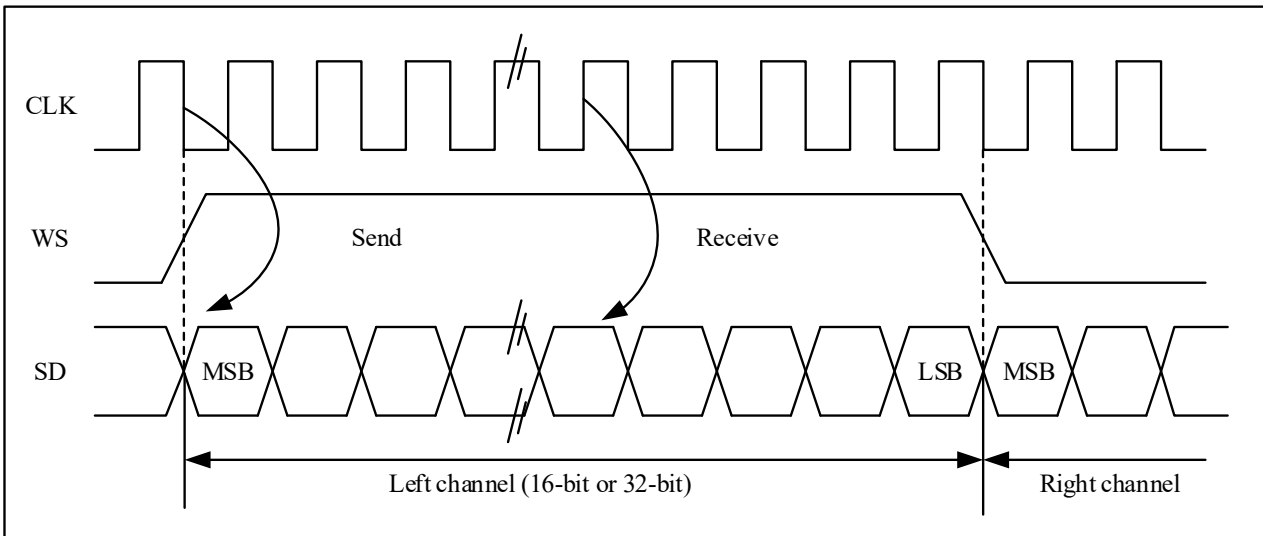 CLK
WS
Send
Receive
SD
MSB
LSB
MSB
Left channel (16-bit or 32-bit)
Right channel